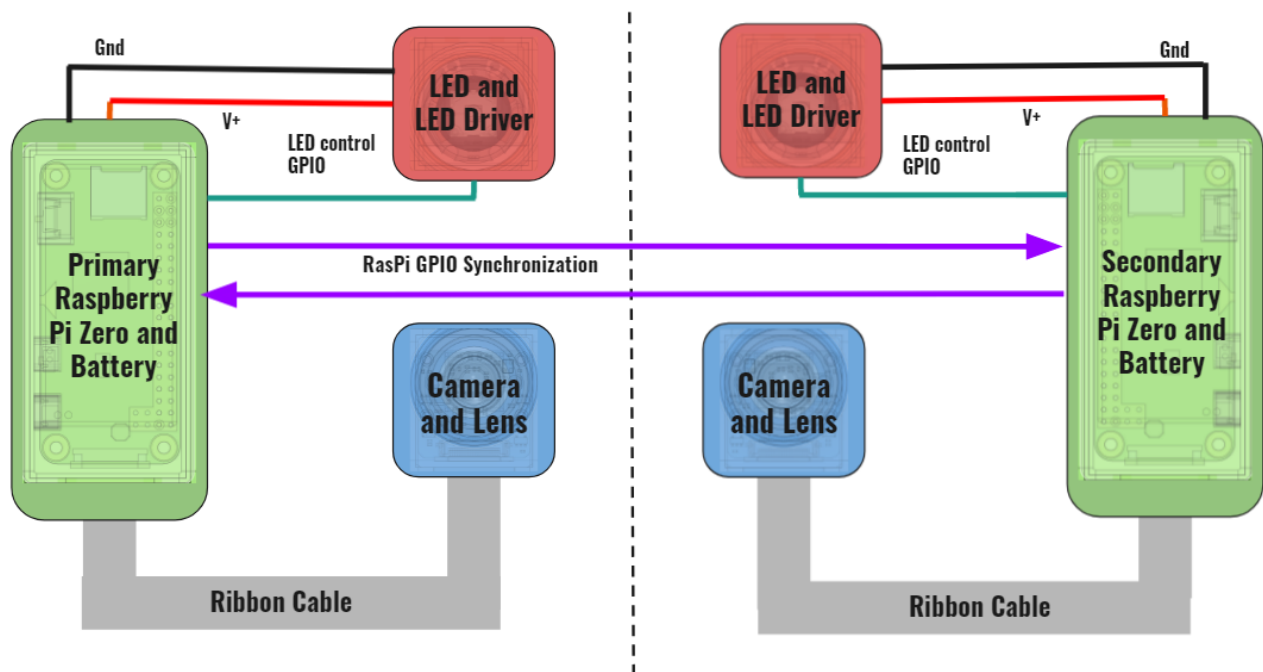 Gnd
V+
LED and
LED Driver
LED control
GPIO
Primary
Raspberry
Pi Zero and
Battery
Camera
and Lens
Ribbon Cable
RasPi GPIO Synchronization
LED and
LED Driver
Gnd
V+
LED control
GPIO
Secondary
Raspberry
Pi Zero and
Battery
Camera
and Lens
Ribbon Cable